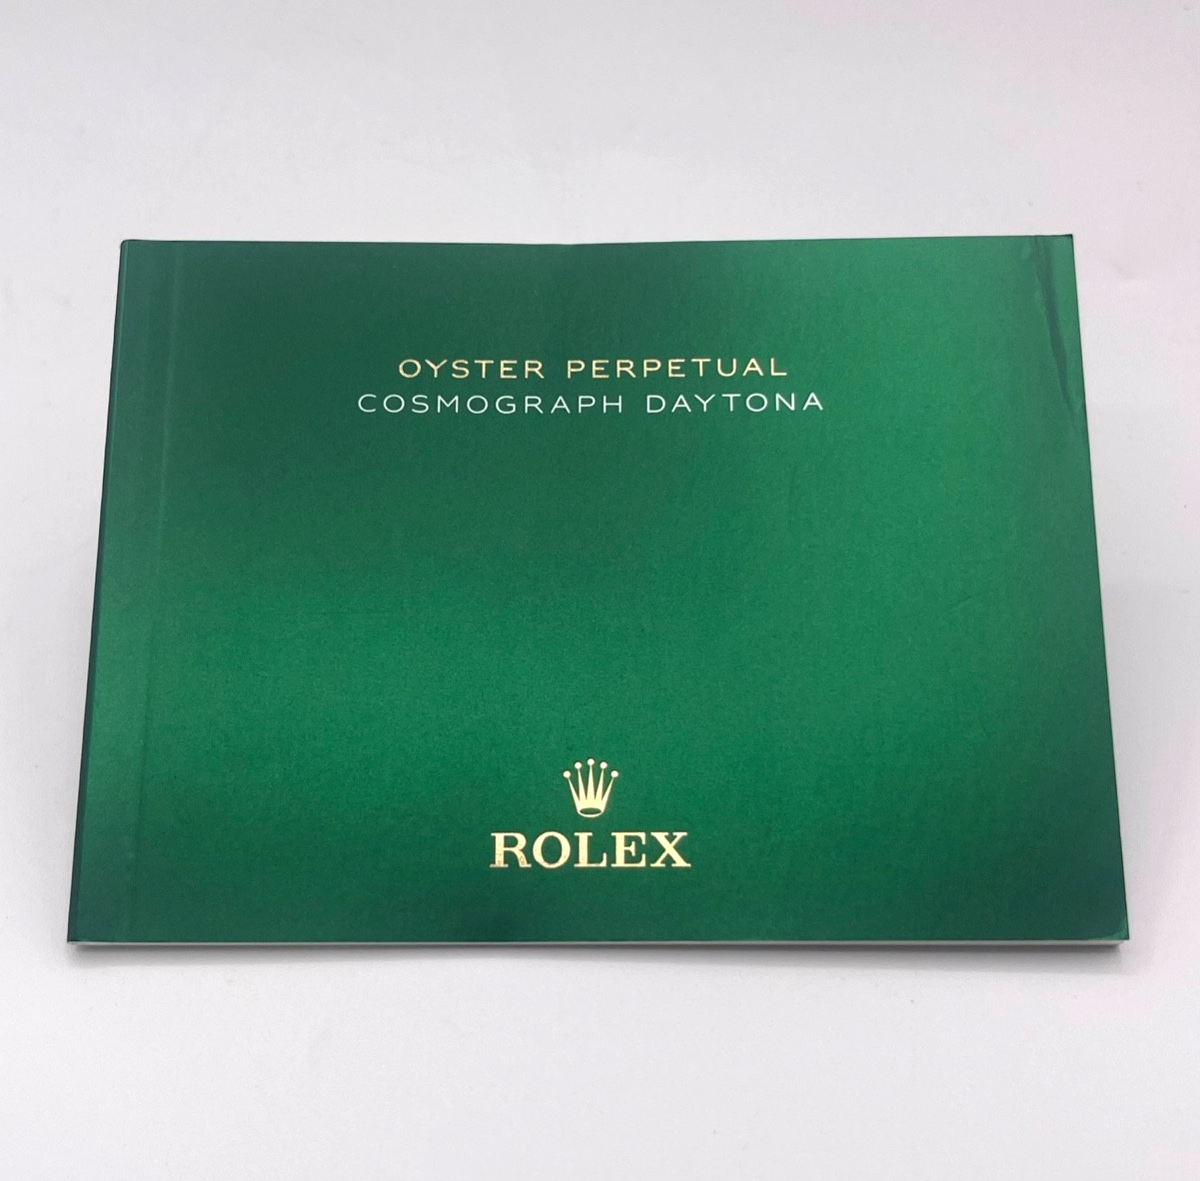 OYSTER PERPETUAL
COSMOGRAPH DAYTONA
ROLEX